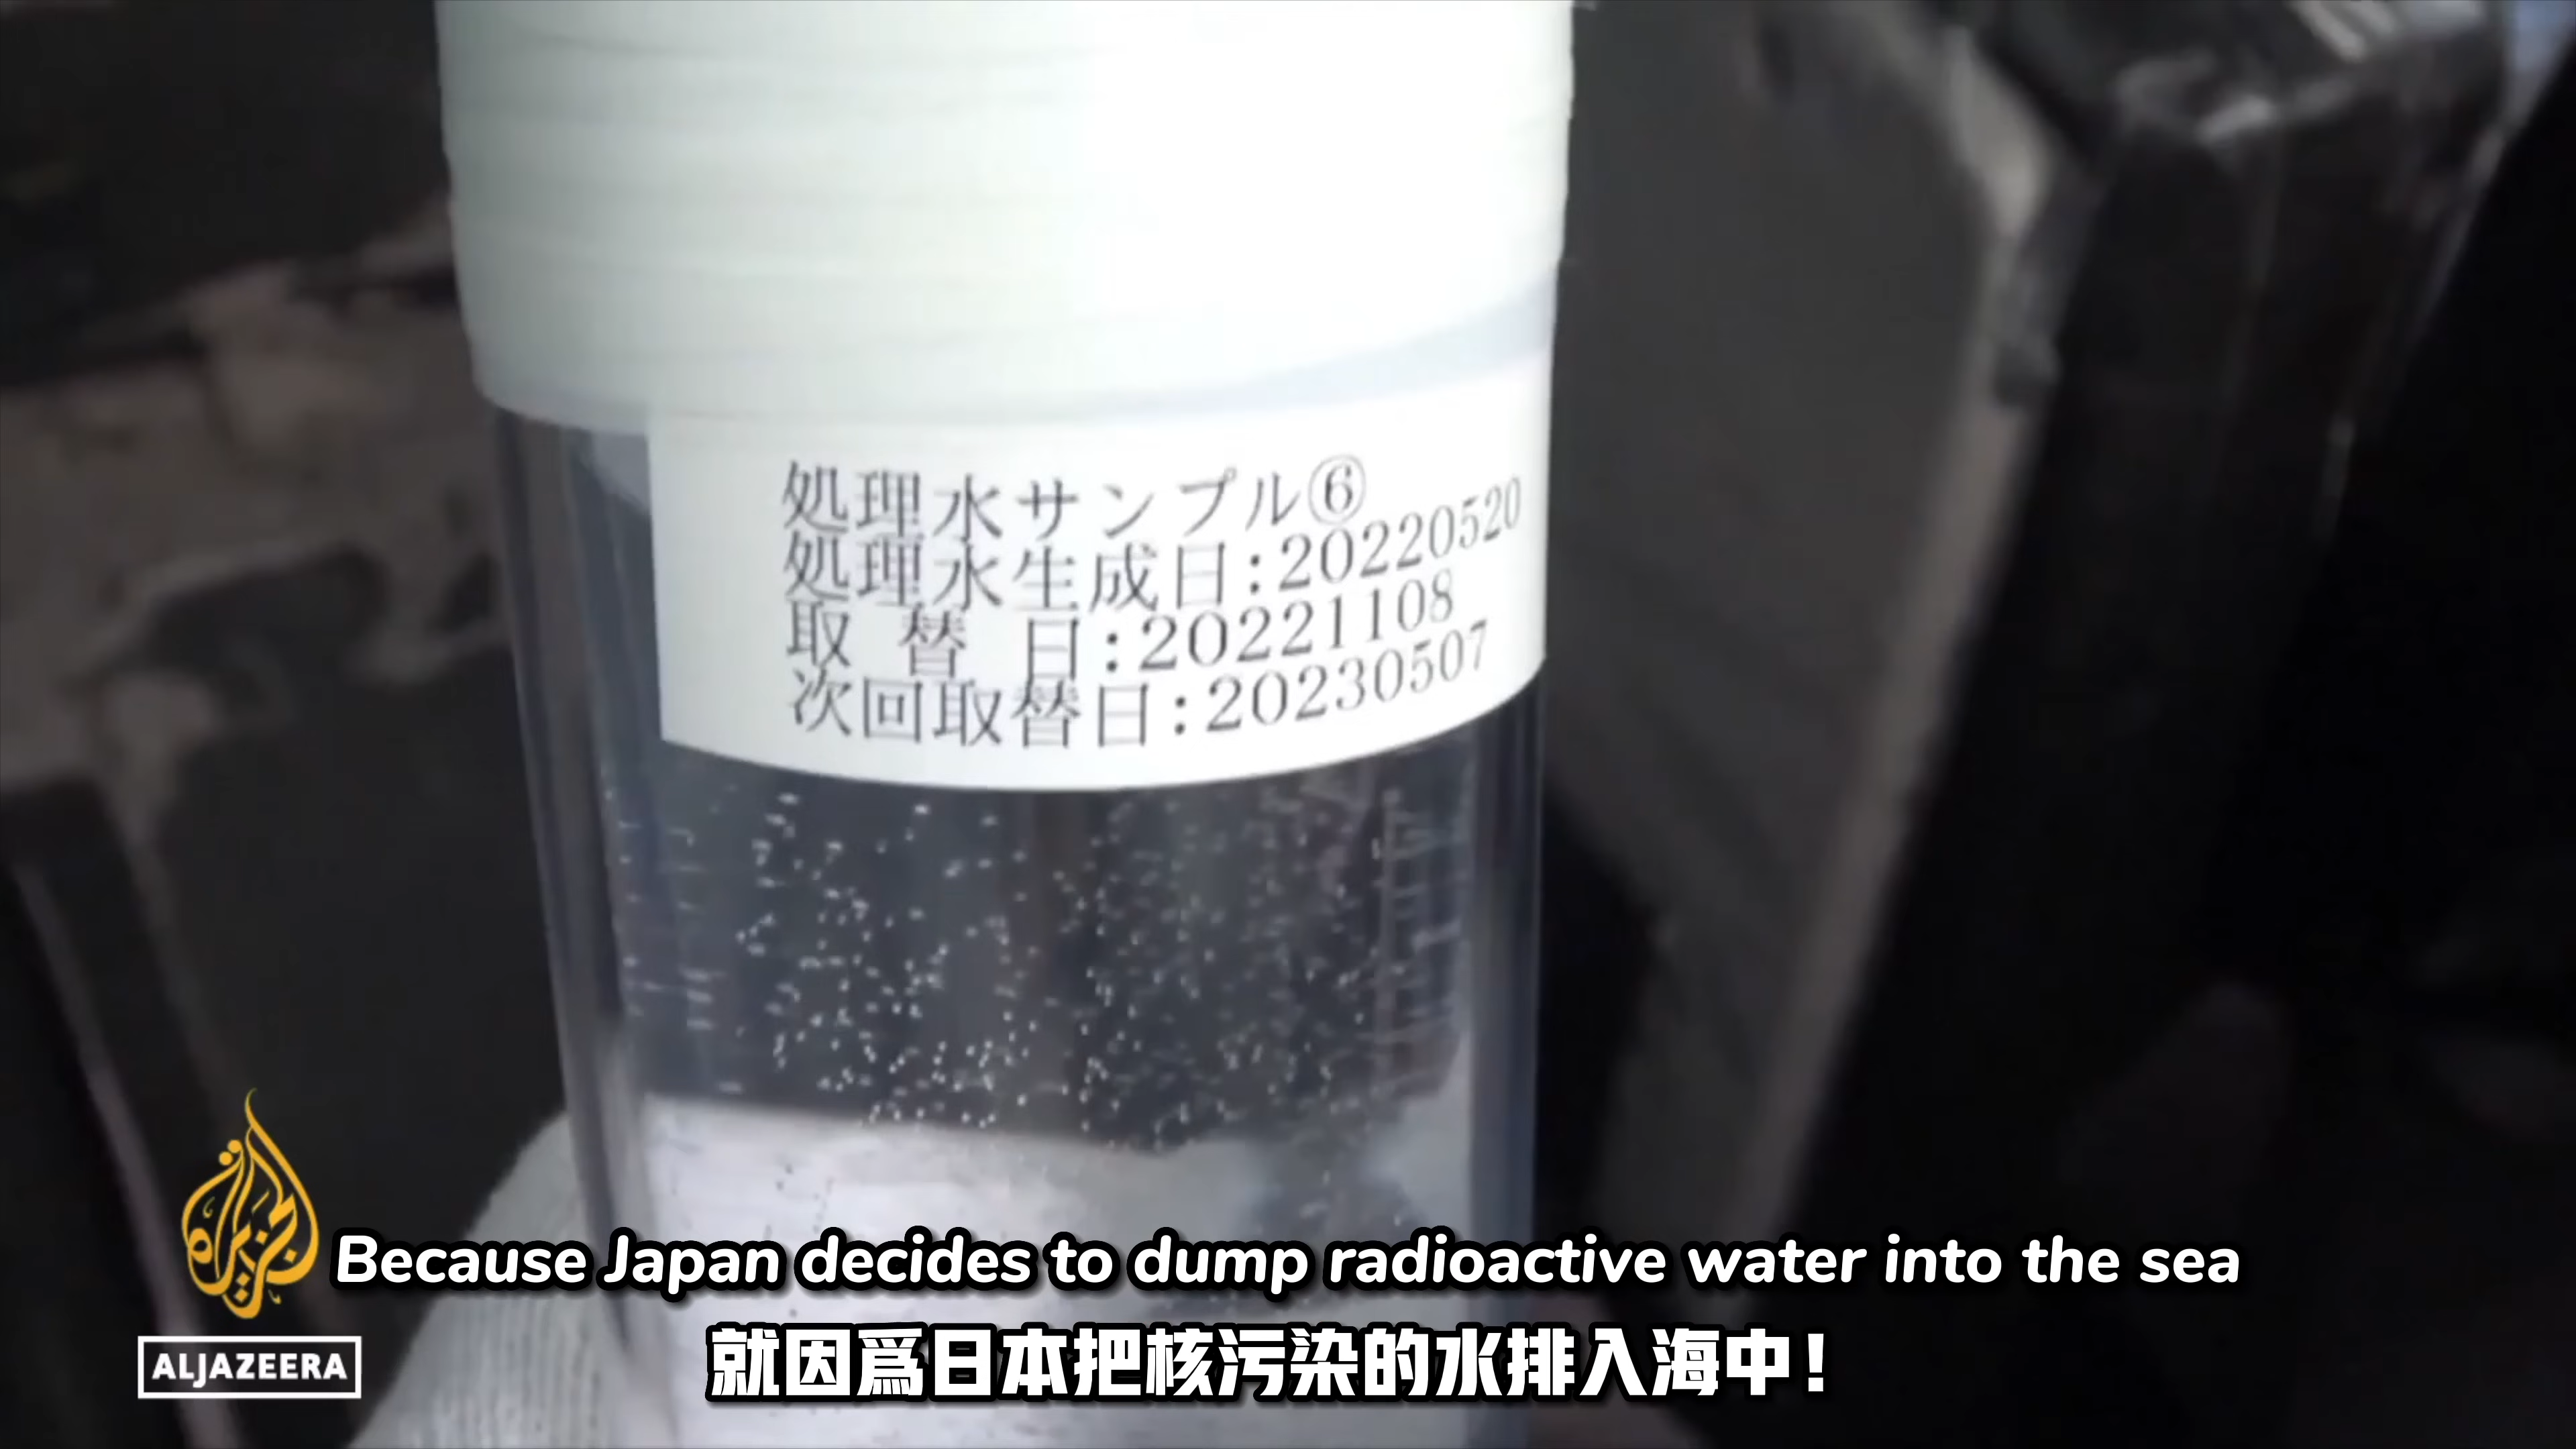 処理水サンプル⑥
処理水生成日:20220520
取替日:20221108
次回取替日:20230507
الجزيرة
ALJAZEERA
Because Japan decides to dump radioactive water into the sea
就因爲日本把核污染的水排入海中!